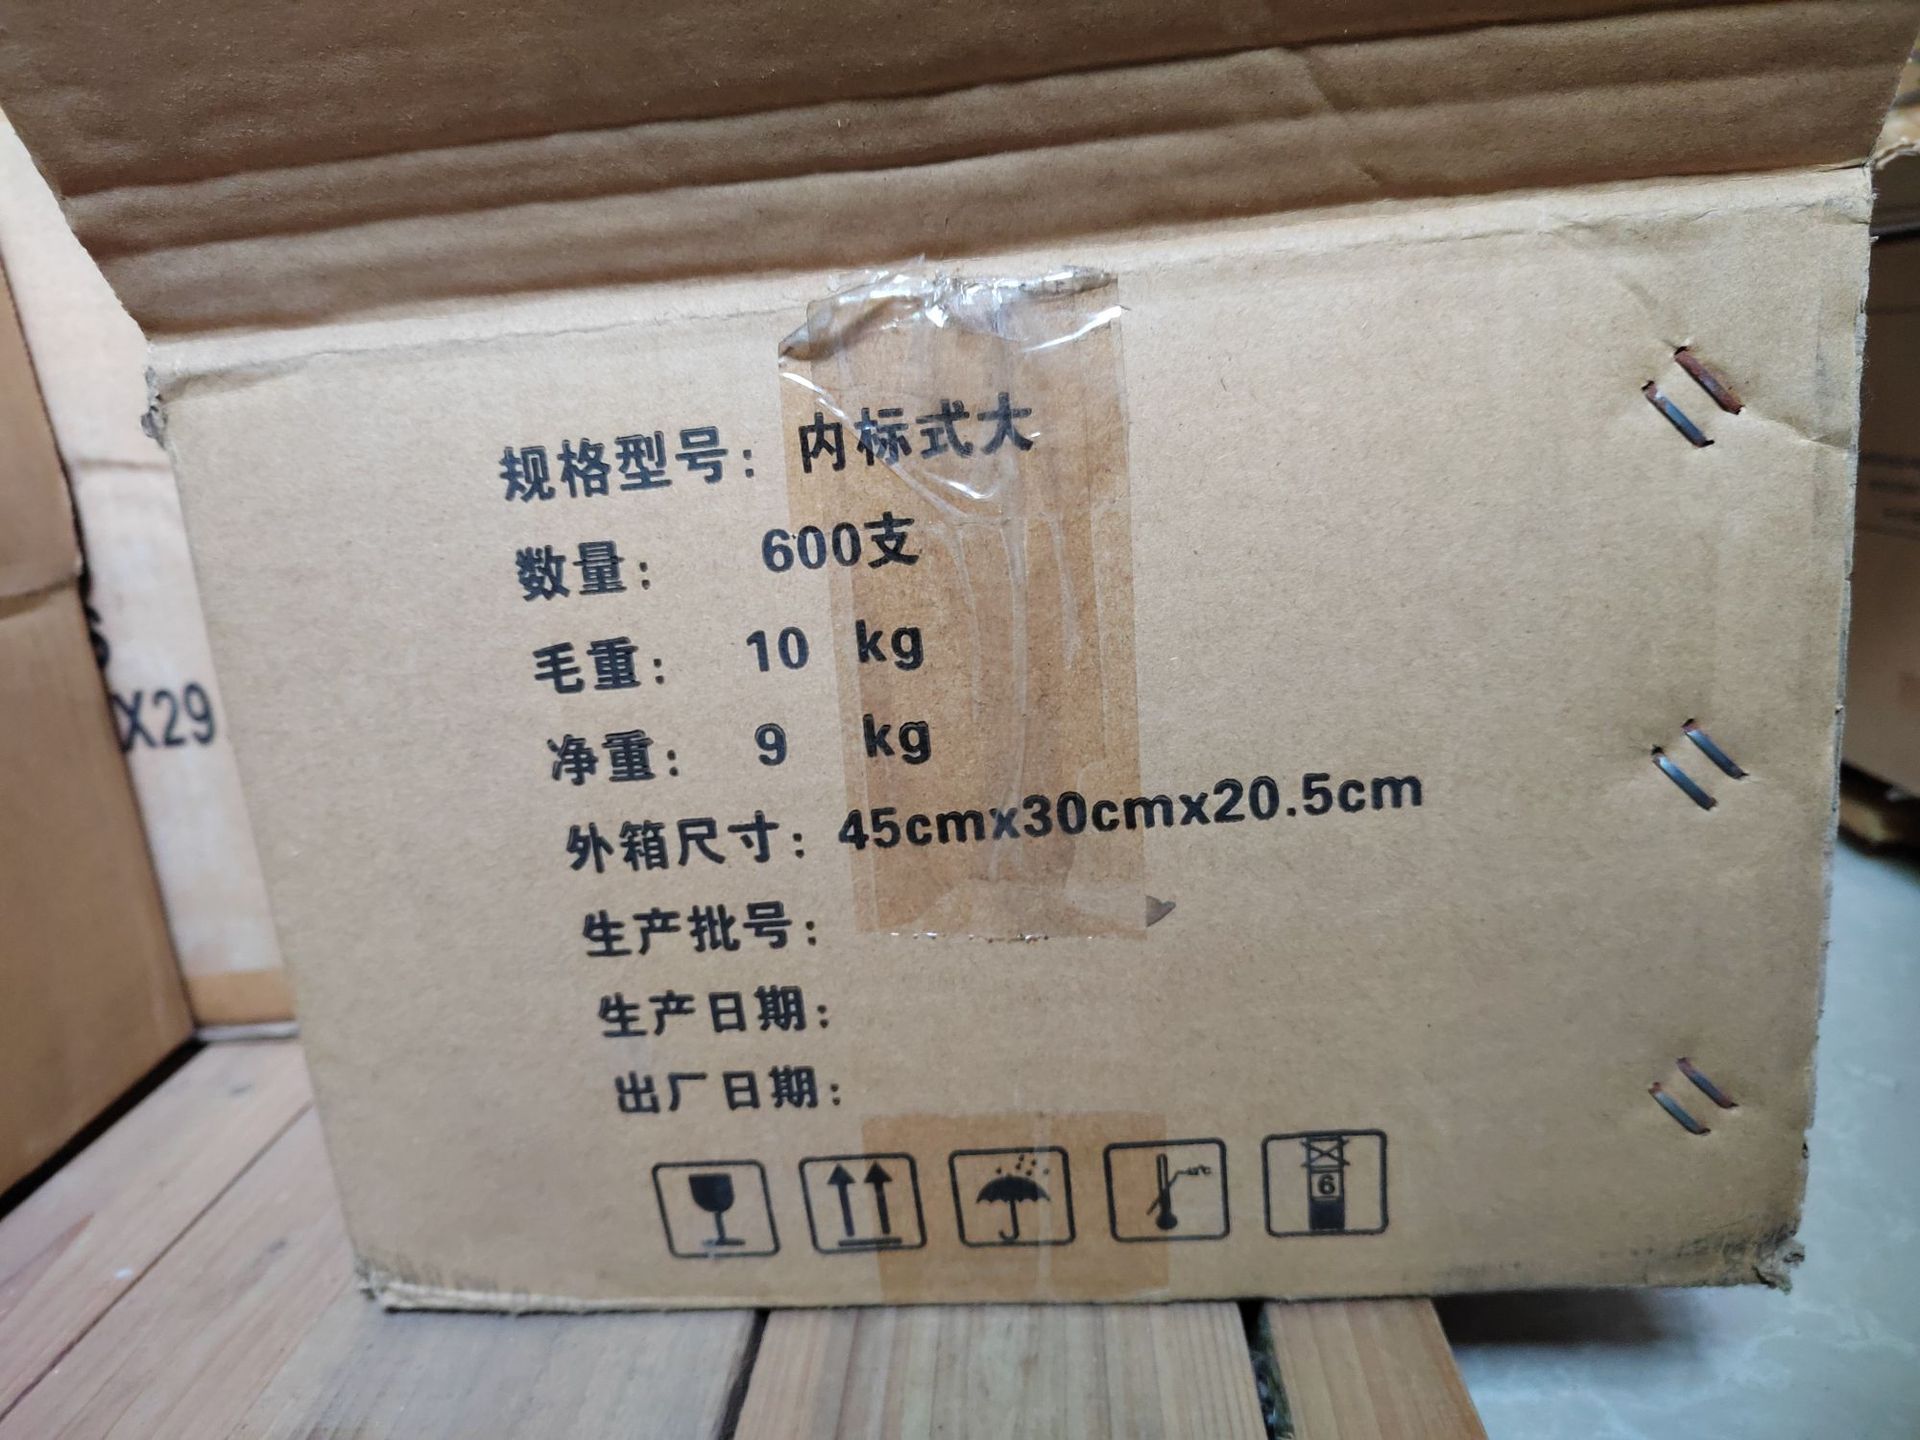 规格型号：内标式大
数量：600支
毛重：10 kg
净重：9 kg
外箱尺寸：45cmx30cmx20.5cm
生产批号：
生产日期：
出厂日期：
6
X29